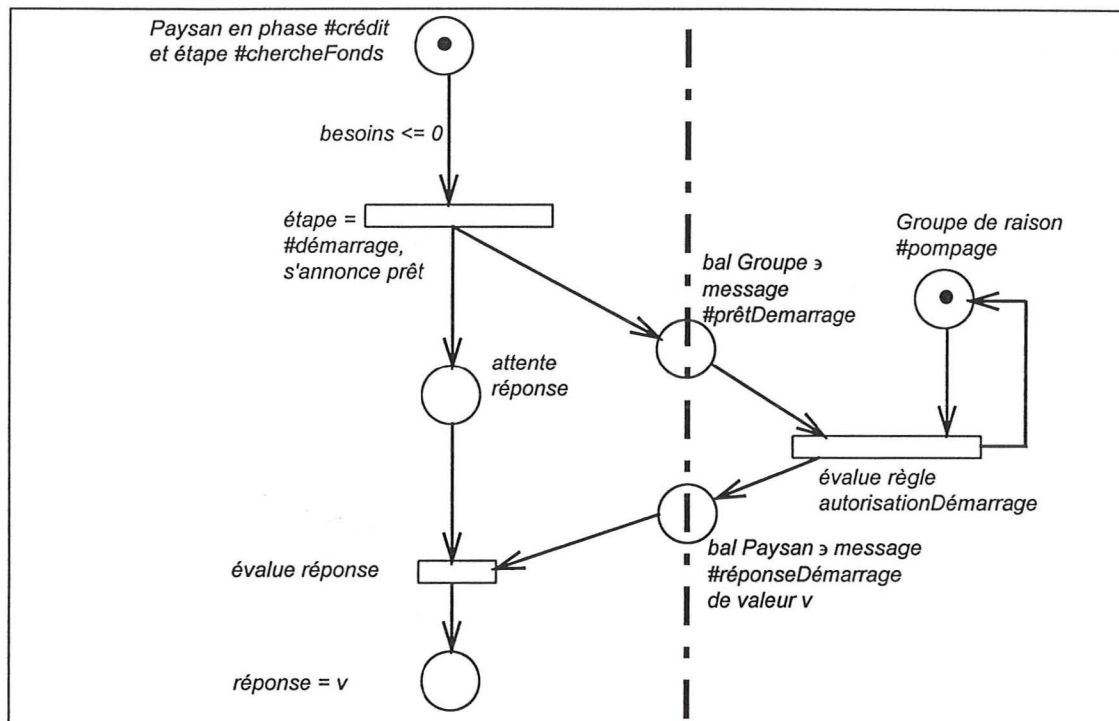 Paysan en phase #crédit
et étape #chercheFonds
besoins <= 0
étape =
#démarrage,
s'annonce prêt
Groupe de raison
#pompage
bal Groupe ϶
message
#prêtDemarrage
attente
réponse
évalue règle
autorisationDémarrage
bal Paysan ϶ message
#réponseDémarrage
de valeur v
évalue réponse
réponse = v